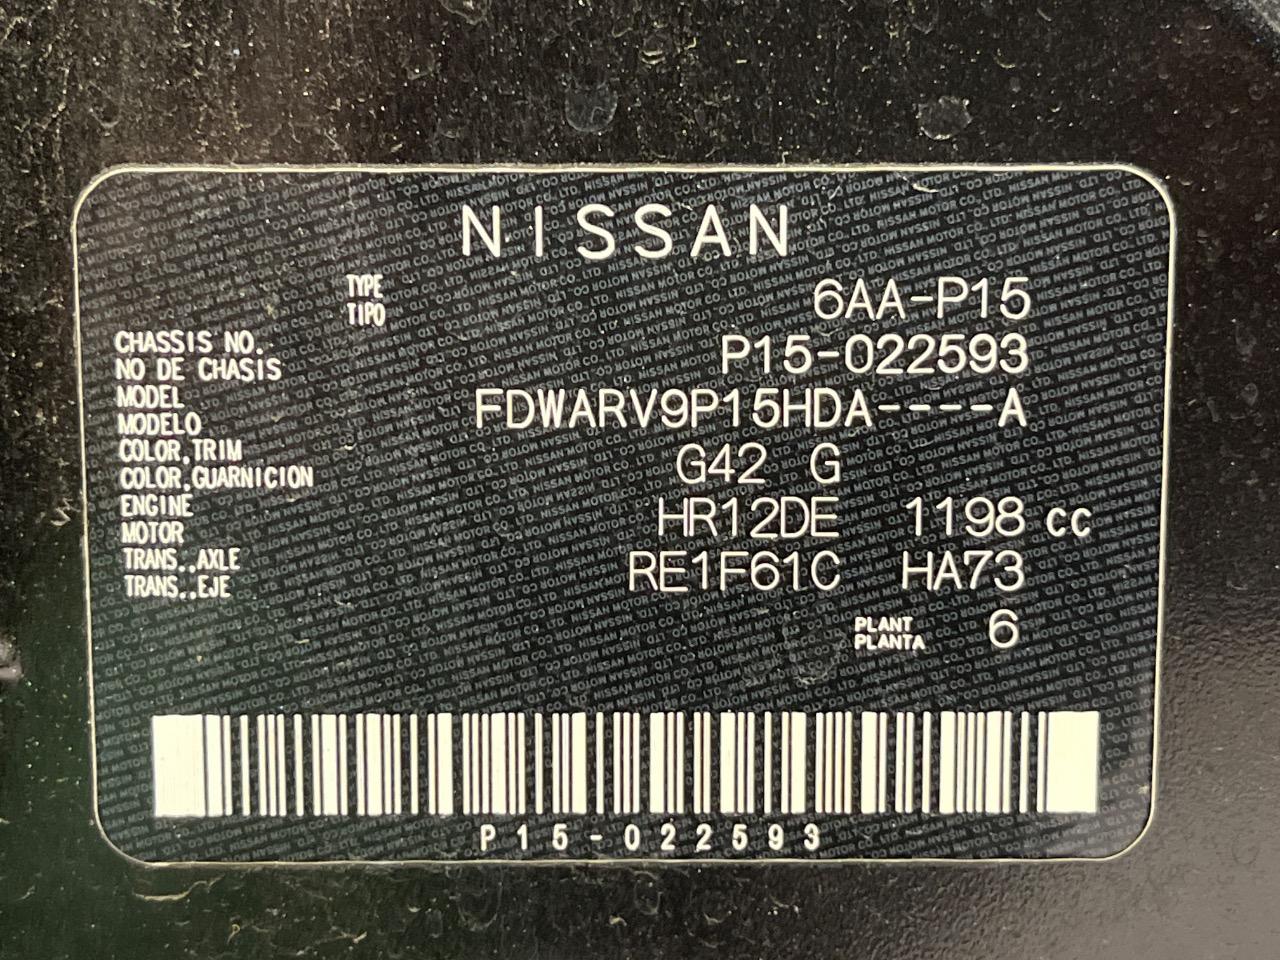 NISSAN
TYPE
TIPO
6AA-P15
CHASSIS NO.
NO DE CHASIS
P15-022593
MODEL
MODELO
FDWARV9P15HDA----A
COLOR,TRIM
COLOR,GUARNICION
G42 G
ENGINE
MOTOR
HR12DE 1198 cc
TRANS.,AXLE
TRANS.,EJE
RE1F61C HA73
PLANT
PLANTA
6
P15-022593